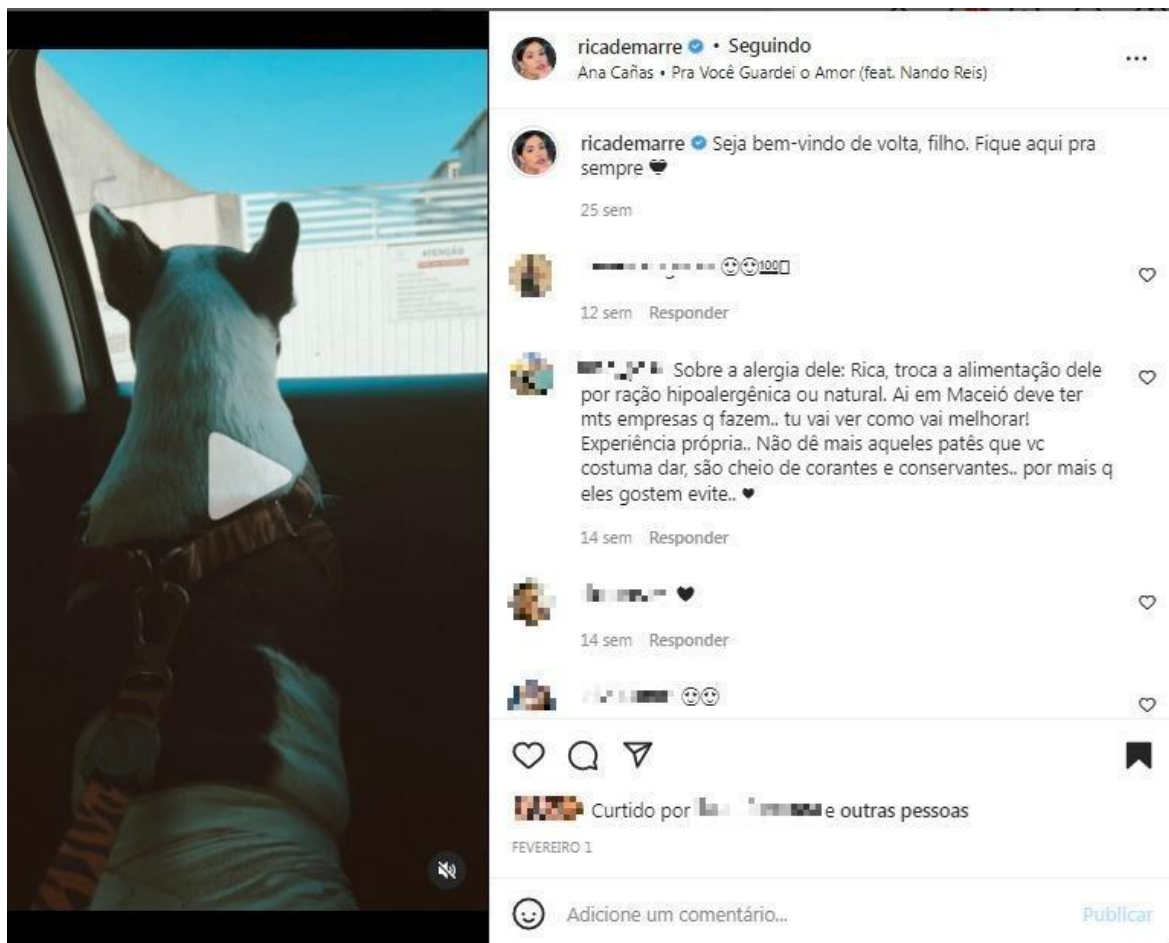 ricademarre • Seguindo
Ana Cañas • Pra Você Guardei o Amor (feat. Nando Reis)
ricademarre Seja bem-vindo de volta, filho. Fique aqui pra
sempre 🖤
25 sem
☺☺💯
12 sem Responder
Sobre a alergia dele: Rica, troca a alimentação dele
por ração hipoalergênica ou natural. Ai em Maceió deve ter
mts empresas q fazem.. tu vai ver como vai melhorar!
Experiência própria.. Não dê mais aqueles patês que vc
costuma dar, são cheio de corantes e conservantes.. por mais q
eles gostem evite.. ♥
14 sem Responder
♥
14 sem Responder
☺☺
Curtido por e outras pessoas
FEVEREIRO 1
Adicione um comentário...
Publicar
ATENÇÃO